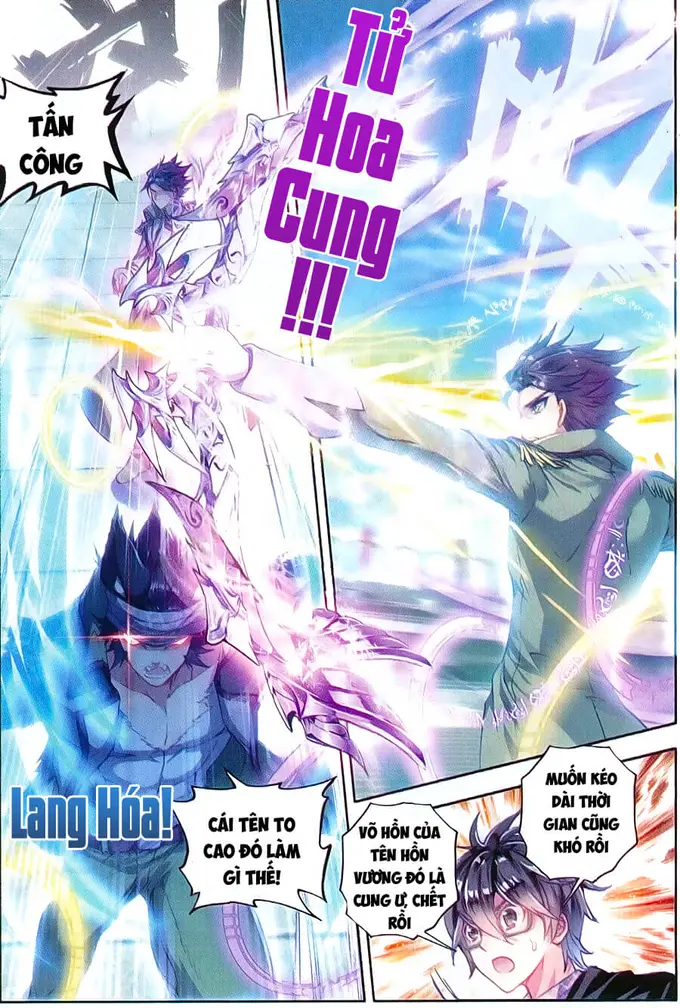 TẤN
CÔNG
Tử
Hoa
Cung
!!!
Lang Hóa!
CÁI TÊN TO
CAO ĐÓ LÀM
GÌ THẾ!
VÕ HỒN CỦA
TÊN HỒN
VƯƠNG ĐÓ LÀ
CUNG Ư, CHẾT
RỒI
MUỐN KÉO
DÀI THỜI
GIAN CŨNG
KHÓ RỒI